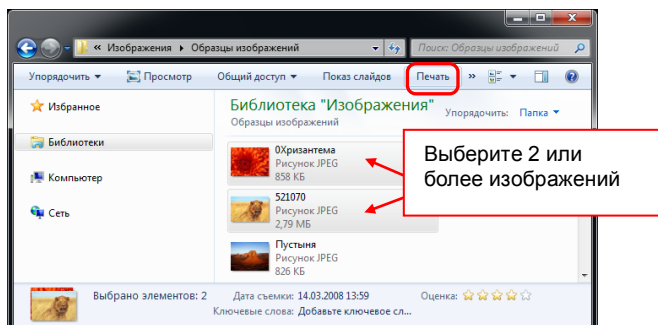 « Изображения ▸ Образцы изображений
Поиск: Образцы изображений
Упорядочить ▼ Просмотр Общий доступ ▼ Показ слайдов Печать »
Избранное
Библиотеки
Компьютер
Сеть
Библиотека "Изображения"
Образцы изображений
Упорядочить: Папка ▼
0Хризантема
Рисунок JPEG
858 КБ
521070
Рисунок JPEG
2,79 МБ
Пустыня
Рисунок JPEG
826 КБ
Выберите 2 или
более изображений
Выбрано элементов: 2 Дата съемки: 14.03.2008 13:59 Оценка:
Ключевые слова: Добавьте ключевое сл...